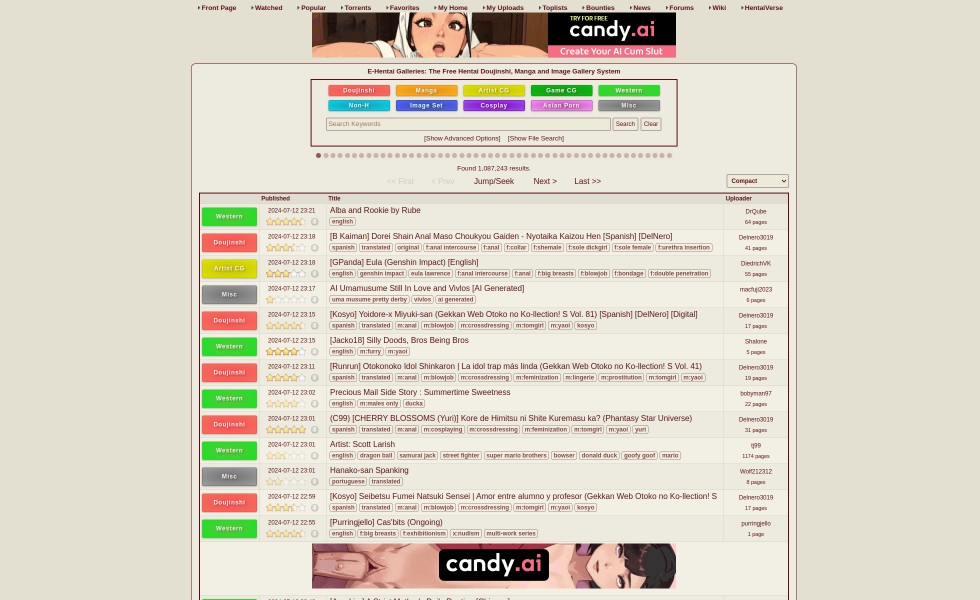 Front Page Watched Popular Torrents Favorites My Home My Uploads Toplists Bounties News Forums Wiki HentaiVerse
TRY FOR FREE
candy.ai
Create Your AI Cum Slut
E-Hentai Galleries: The Free Hentai Doujinshi, Manga and Image Gallery System
Doujinshi Manga Artist CG Game CG Western
Non-H Image Set Cosplay Asian Porn Misc
Search Keywords Search Clear
[Show Advanced Options] [Show File Search]
Found 1,087,243 results.
<< First < Prev Jump/Seek Next > Last >> Compact
Published Title Uploader
Western 2024-07-12 23:21 Alba and Rookie by Rube DrQube
english 64 pages
Doujinshi 2024-07-12 23:18 [B Kaiman] Dorei Shain Anal Maso Choukyou Gaiden - Nyotaika Kaizou Hen [Spanish] [DelNero] Delnero3019
spanish translated original f:anal intercourse f:anal f:collar f:shemale f:sole dickgirl f:sole female f:urethra insertion 41 pages
Artist CG 2024-07-12 23:18 [GPanda] Eula (Genshin Impact) [English] DiedrichVK
english genshin impact eula lawrence f:anal intercourse f:anal f:big breasts f:blowjob f:bondage f:double penetration 55 pages
Misc 2024-07-12 23:17 AI Umamusume Still In Love and Vivlos [AI Generated] macfuji2023
uma musume pretty derby vivlos ai generated 6 pages
Doujinshi 2024-07-12 23:15 [Kosyo] Yoidore-x Miyuki-san (Gekkan Web Otoko no Ko-llection! S Vol. 81) [Spanish] [DelNero] [Digital] Delnero3019
spanish translated m:anal m:blowjob m:crossdressing m:tomgirl m:yaoi kosyo 17 pages
Western 2024-07-12 23:15 [Jacko18] Silly Doods, Bros Being Bros Shalone
english m:furry m:yaoi 5 pages
Doujinshi 2024-07-12 23:11 [Runrun] Otokonoko Idol Shinkaron | La idol trap más linda (Gekkan Web Otoko no Ko-llection! S Vol. 41) Delnero3019
spanish translated m:anal m:blowjob m:crossdressing m:feminization m:lingerie m:prostitution m:tomgirl m:yaoi 19 pages
Western 2024-07-12 23:02 Precious Mail Side Story : Summertime Sweetness bobyman97
english m:males only ducka 22 pages
Doujinshi 2024-07-12 23:01 (C99) [CHERRY BLOSSOMS (Yuri)] Kore de Himitsu ni Shite Kuremasu ka? (Phantasy Star Universe) Delnero3019
spanish translated m:anal m:cosplaying m:crossdressing m:feminization m:tomgirl m:yaoi yuri 31 pages
Western 2024-07-12 23:01 Artist: Scott Larish tj99
english dragon ball samurai jack street fighter super mario brothers bowser donald duck goofy goof mario 1174 pages
Misc 2024-07-12 23:01 Hanako-san Spanking Wolf212312
portuguese translated 8 pages
Doujinshi 2024-07-12 22:59 [Kosyo] Seibetsu Fumei Natsuki Sensei | Amor entre alumno y profesor (Gekkan Web Otoko no Ko-llection! S Delnero3019
spanish translated m:anal m:blowjob m:crossdressing m:tomgirl m:yaoi kosyo 17 pages
Western 2024-07-12 22:55 [Purringjello] Cas'bits (Ongoing) purringjello
english f:big breasts f:exhibitionism x:nudism multi-work series 1 page
candy.ai